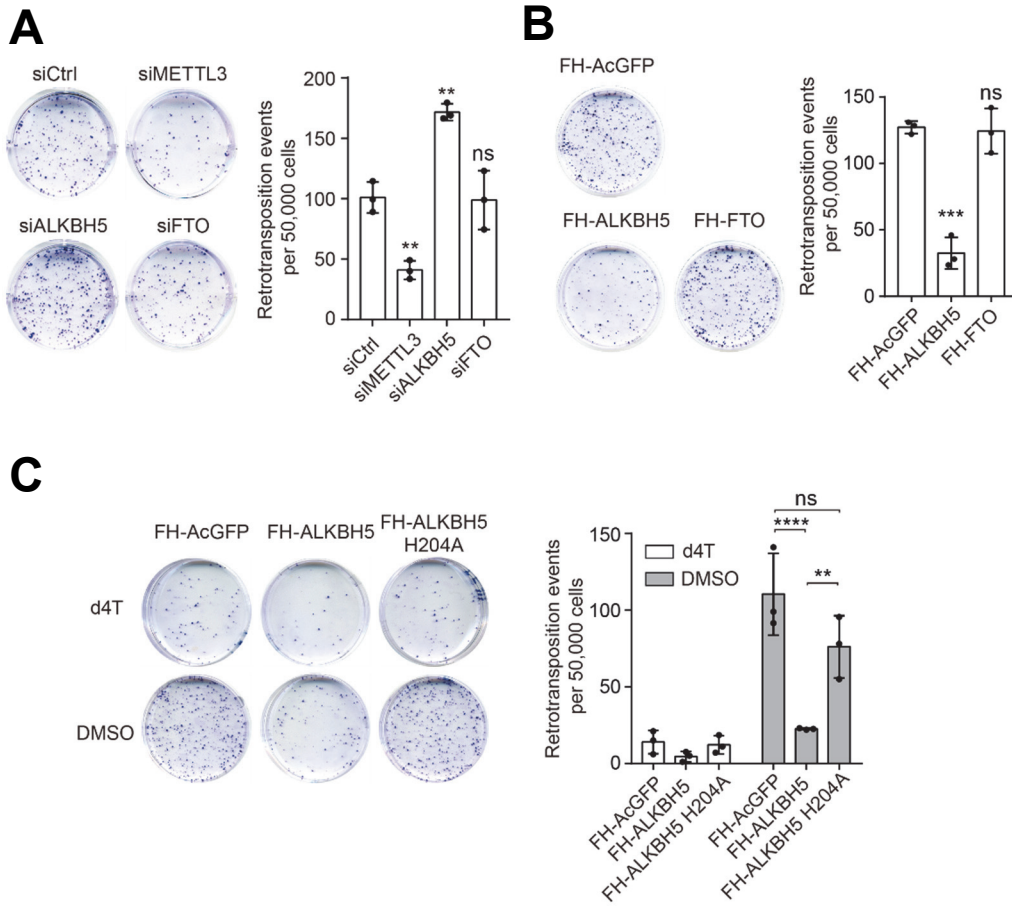 A
siCtrl siMETTL3
siALKBH5 siFTO
Retrotransposition events
per 50,000 cells
200
150
100
50
0
**
**
ns
siCtrl
siMETTL3
siALKBH5
siFTO
B
FH-AcGFP
FH-ALKBH5 FH-FTO
Retrotransposition events
per 50,000 cells
150
100
50
0
***
ns
FH-AcGFP
FH-ALKBH5
FH-FTO
C
FH-AcGFP FH-ALKBH5 FH-ALKBH5
H204A
d4T
DMSO
Retrotransposition events
per 50,000 cells
150
100
50
0
d4T
DMSO
ns
****
**
FH-AcGFP
FH-ALKBH5
FH-ALKBH5 H204A
FH-AcGFP
FH-ALKBH5
FH-ALKBH5 H204A